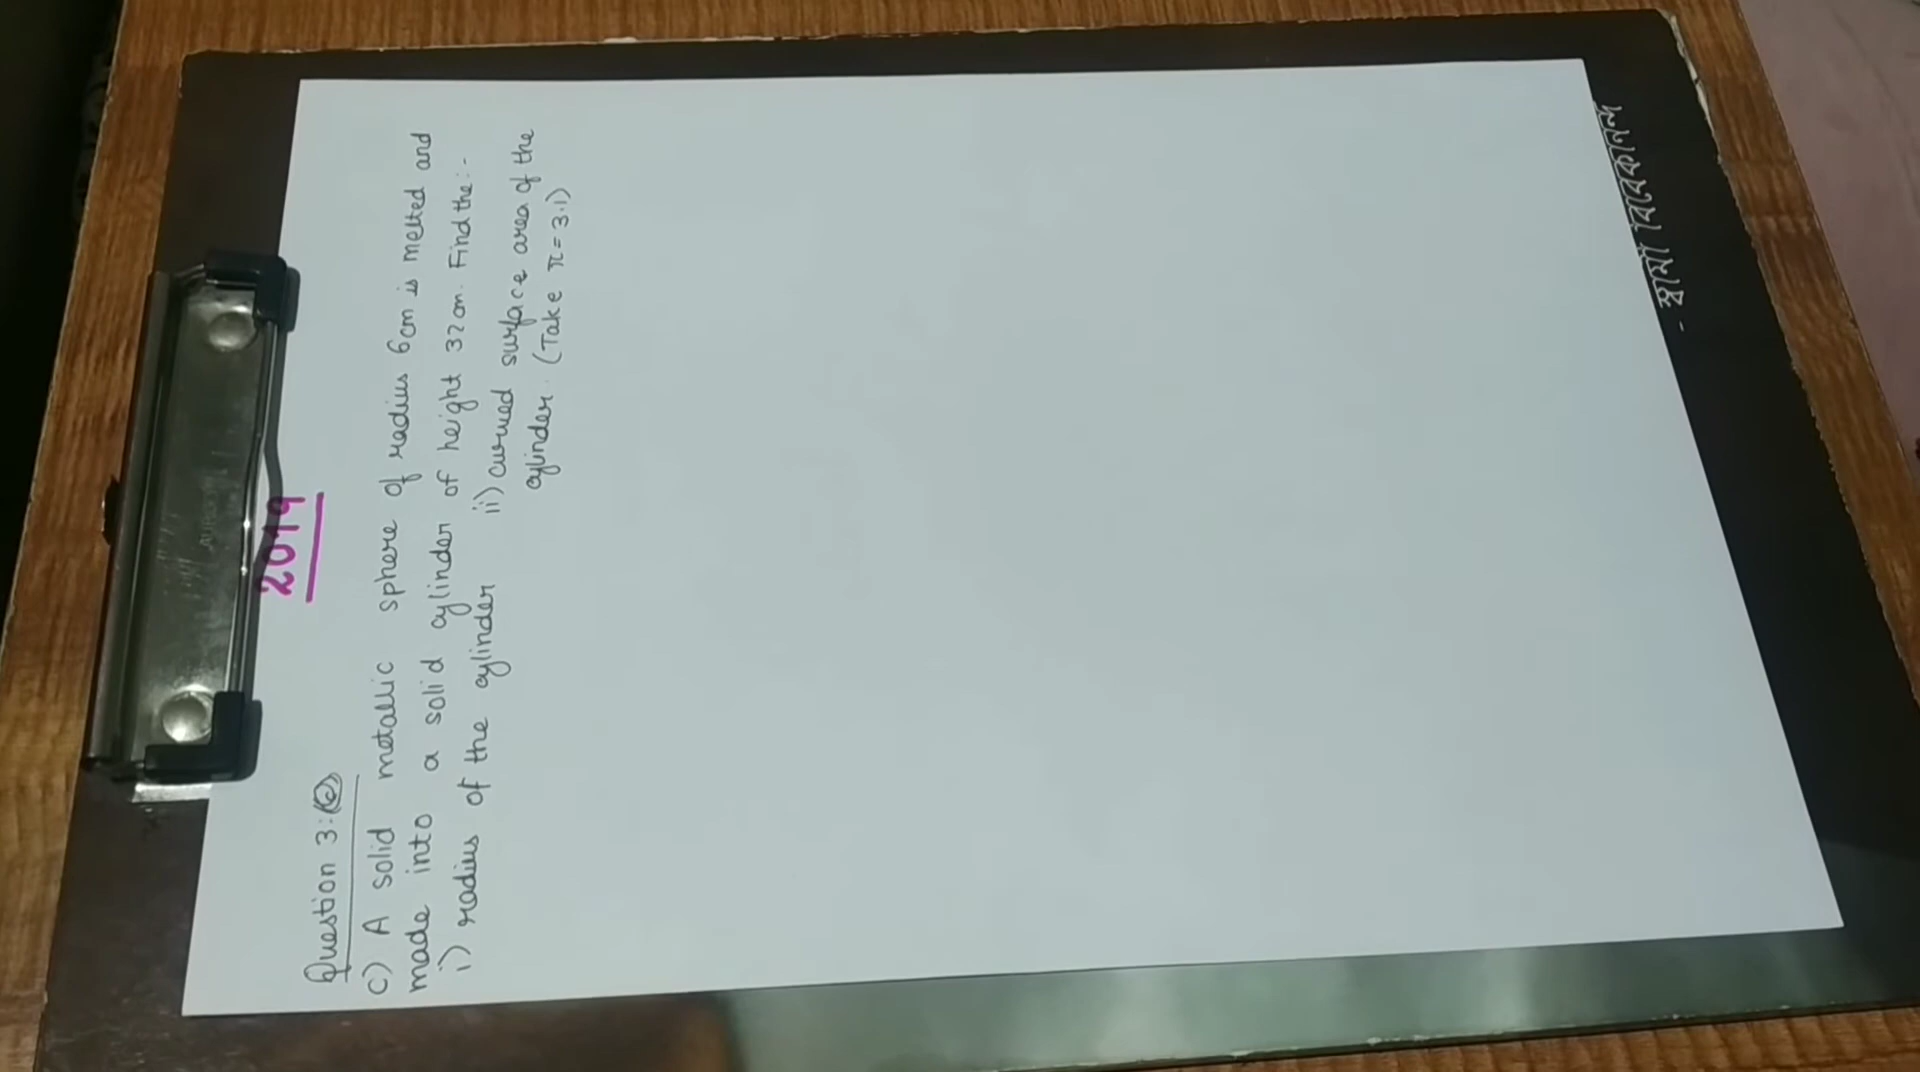 2019
Question 3:(c)
c) A solid metallic sphere of radius 6cm is melted and
made into a solid cylinder of height 32cm. Find the:-
i) radius of the cylinder ii) curved surface area of the
cylinder. (Take π = 3.1)
- স্বামী বিবেকানন্দ